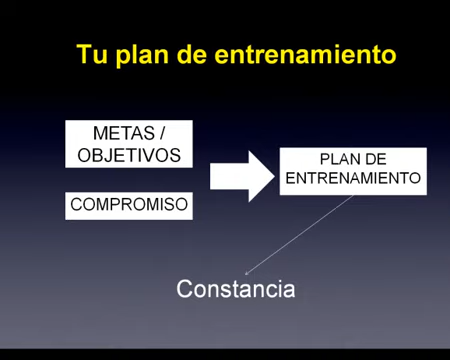 Tu plan de entrenamiento
METAS /
OBJETIVOS
COMPROMISO
PLAN DE
ENTRENAMIENTO
Constancia